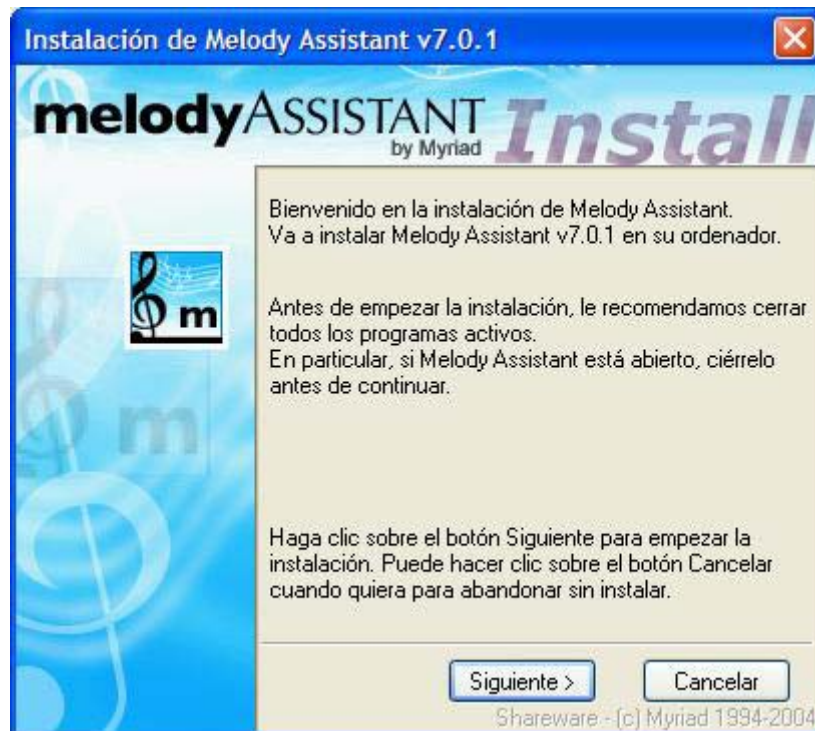 Instalación de Melody Assistant v7.0.1
melodyASSISTANT
by Myriad
Install
Bienvenido en la instalación de Melody Assistant.
Va a instalar Melody Assistant v7.0.1 en su ordenador.
Antes de empezar la instalación, le recomendamos cerrar
todos los programas activos.
En particular, si Melody Assistant está abierto, ciérrelo
antes de continuar.
m
m
Haga clic sobre el botón Siguiente para empezar la
instalación. Puede hacer clic sobre el botón Cancelar
cuando quiera para abandonar sin instalar.
Siguiente >
Cancelar
Shareware - (c) Myriad 1994-2004